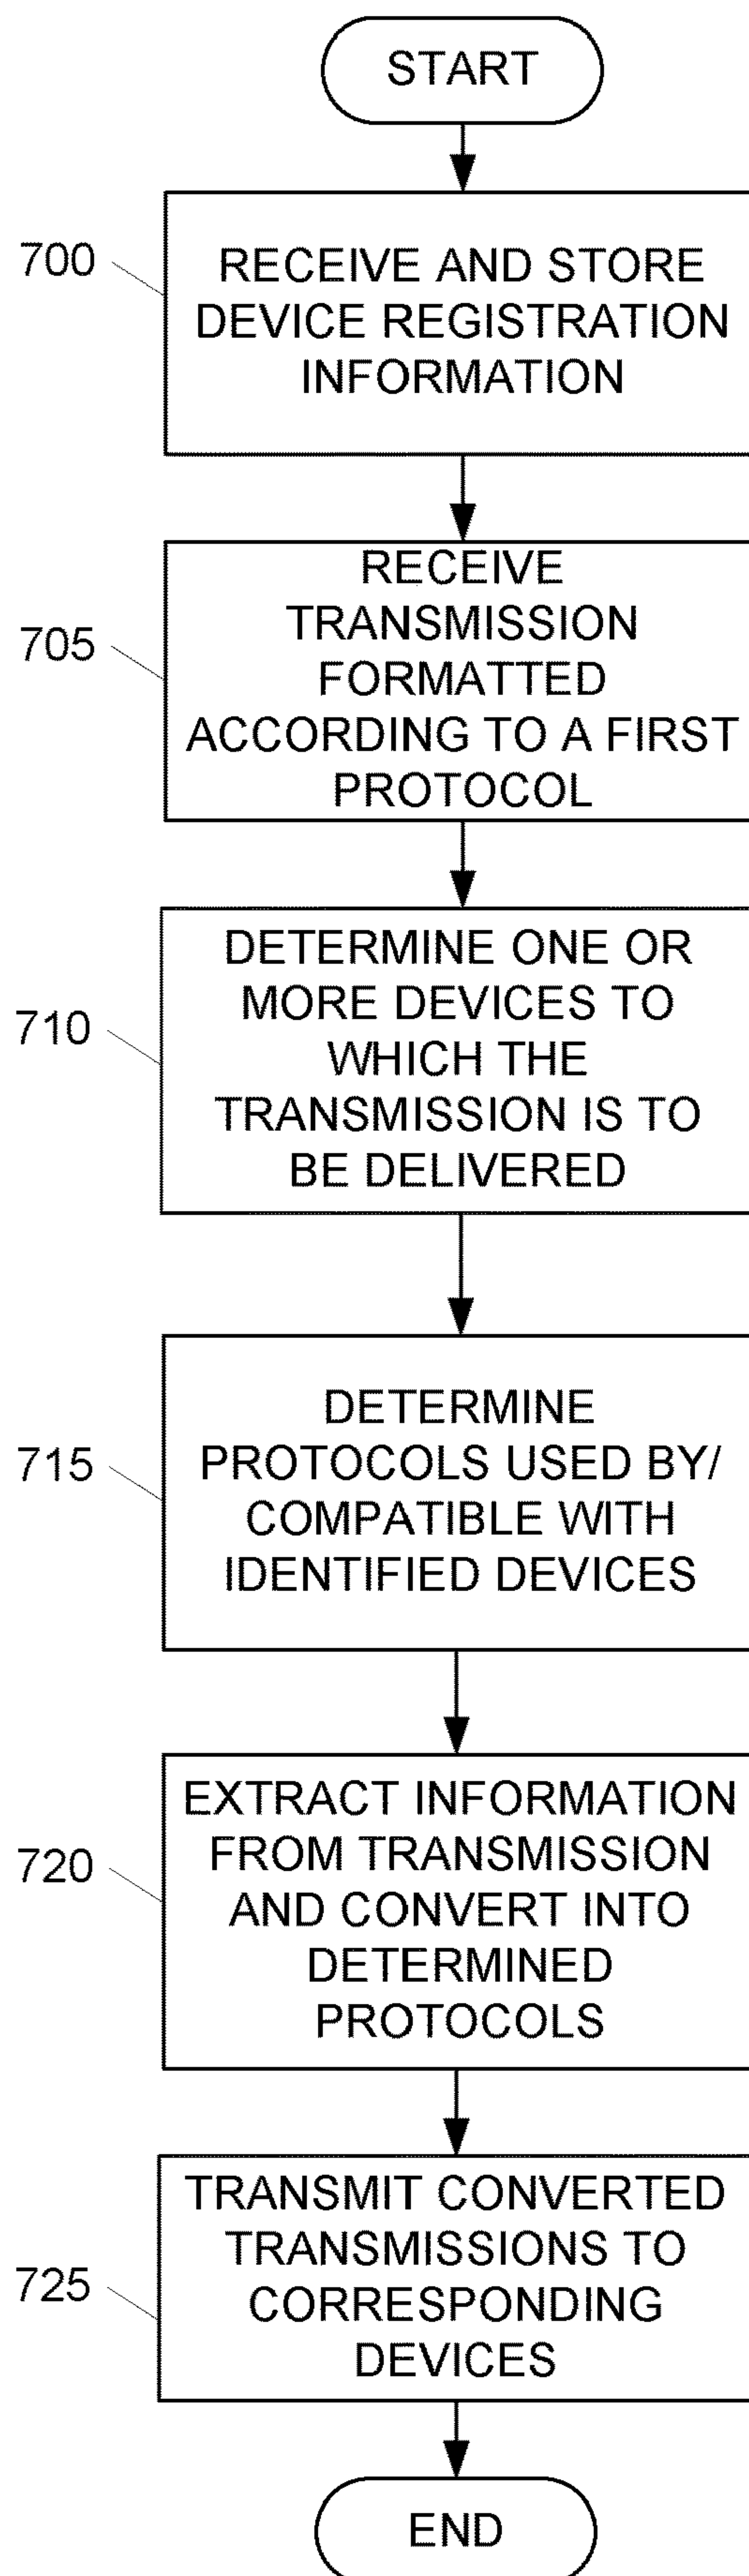 START
700
RECEIVE AND STORE
DEVICE REGISTRATION
INFORMATION
705
RECEIVE
TRANSMISSION
FORMATTED
ACCORDING TO A FIRST
PROTOCOL
710
DETERMINE ONE OR
MORE DEVICES TO
WHICH THE
TRANSMISSION IS TO
BE DELIVERED
715
DETERMINE
PROTOCOLS USED BY/
COMPATIBLE WITH
IDENTIFIED DEVICES
720
EXTRACT INFORMATION
FROM TRANSMISSION
AND CONVERT INTO
DETERMINED
PROTOCOLS
725
TRANSMIT CONVERTED
TRANSMISSIONS TO
CORRESPONDING
DEVICES
END